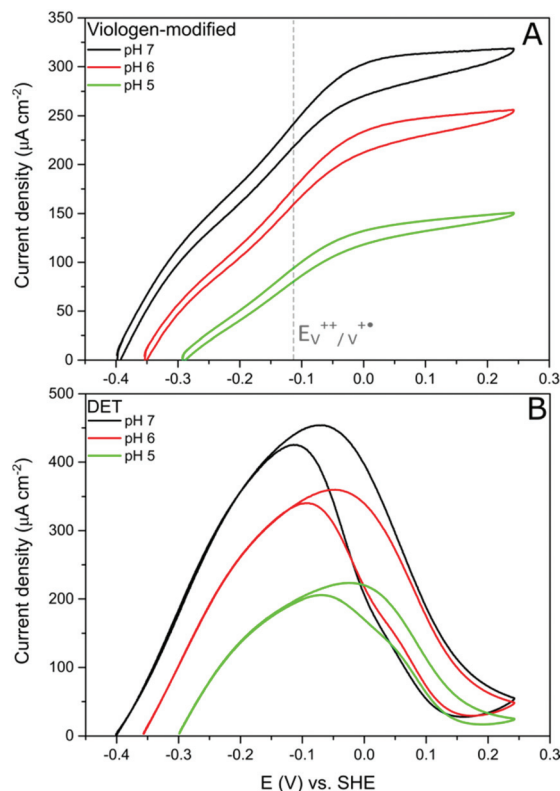 Viologen-modified
A
pH 7
pH 6
pH 5
Current density (µA cm⁻²)
350
300
250
200
150
100
50
0
E_V⁺⁺/V⁺•
-0.4 -0.3 -0.2 -0.1 0.0 0.1 0.2 0.3
DET
B
pH 7
pH 6
pH 5
Current density (µA cm⁻²)
500
400
300
200
100
0
-0.4 -0.3 -0.2 -0.1 0.0 0.1 0.2 0.3
E (V) vs. SHE